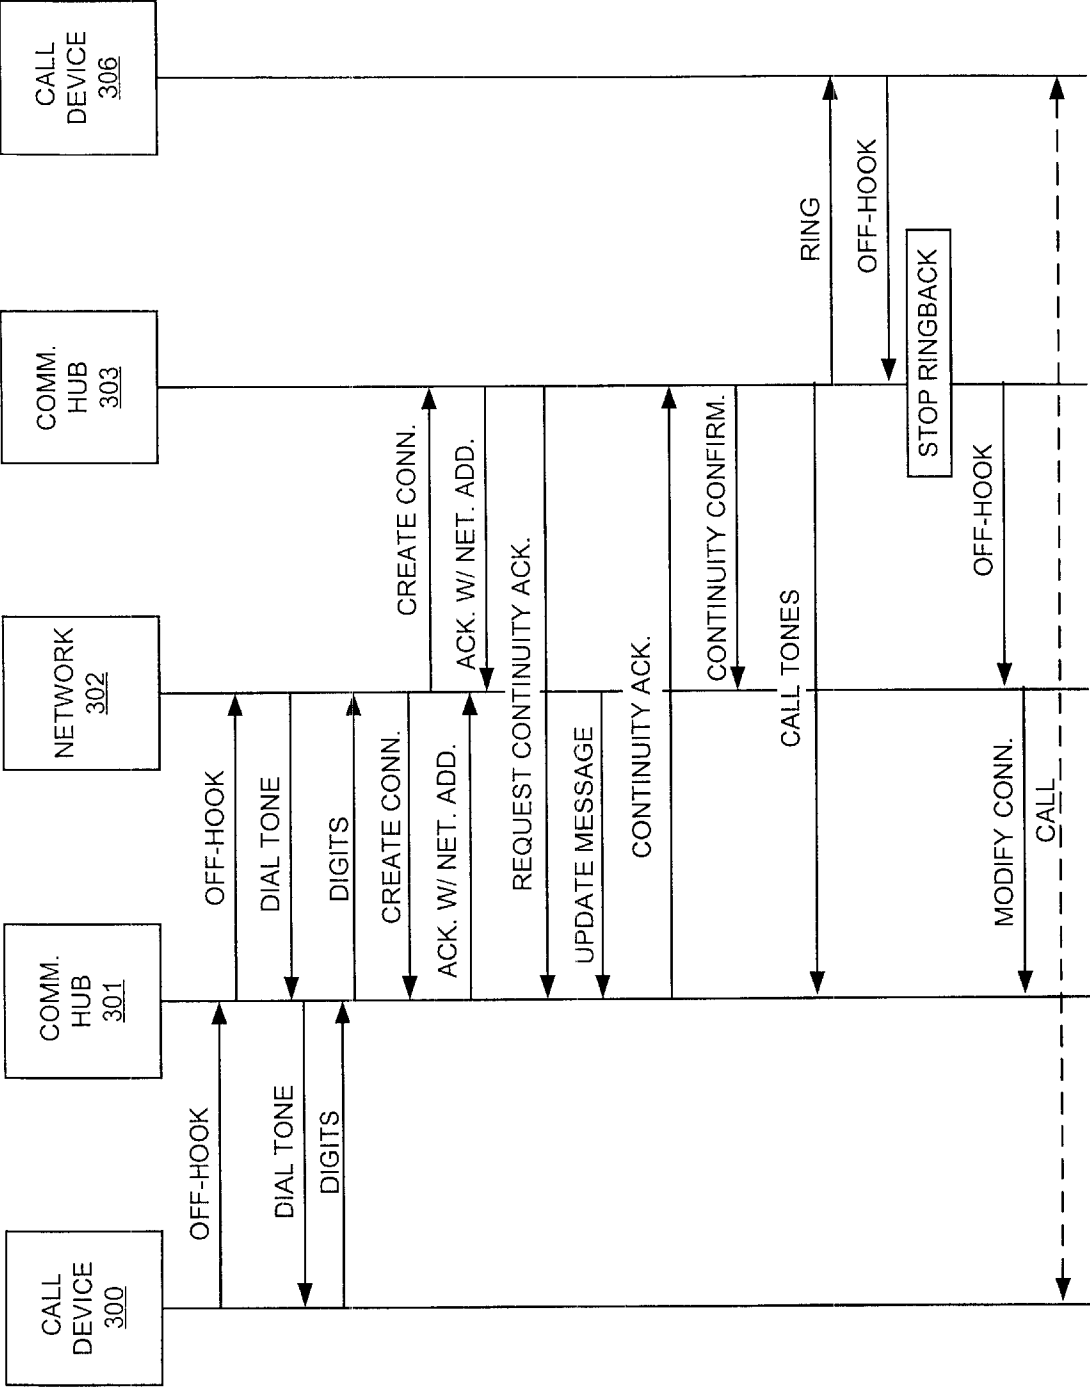 CALL
DEVICE
300
COMM.
HUB
301
NETWORK
302
COMM.
HUB
303
CALL
DEVICE
306
OFF-HOOK
OFF-HOOK
DIAL TONE
DIAL TONE
DIGITS
DIGITS
CREATE CONN.
CREATE CONN.
ACK. W/ NET. ADD.
ACK. W/ NET. ADD.
REQUEST CONTINUITY ACK.
UPDATE MESSAGE
CONTINUITY ACK.
CONTINUITY CONFIRM.
CALL TONES
RING
OFF-HOOK
STOP RINGBACK
OFF-HOOK
MODIFY CONN.
CALL